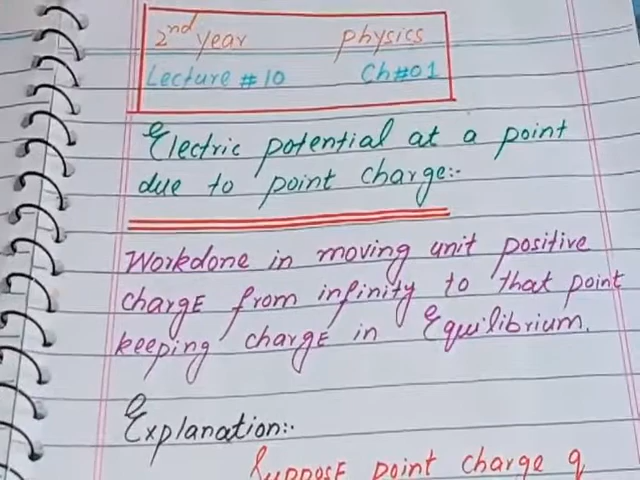 2nd year physics
Lecture #10 Ch#01
Electric potential at a point
due to point charge:-
Workdone in moving unit positive
chargE from infinity to that point
keeping chargE in Equilibrium.
Explanation:-
SupposE point charge q